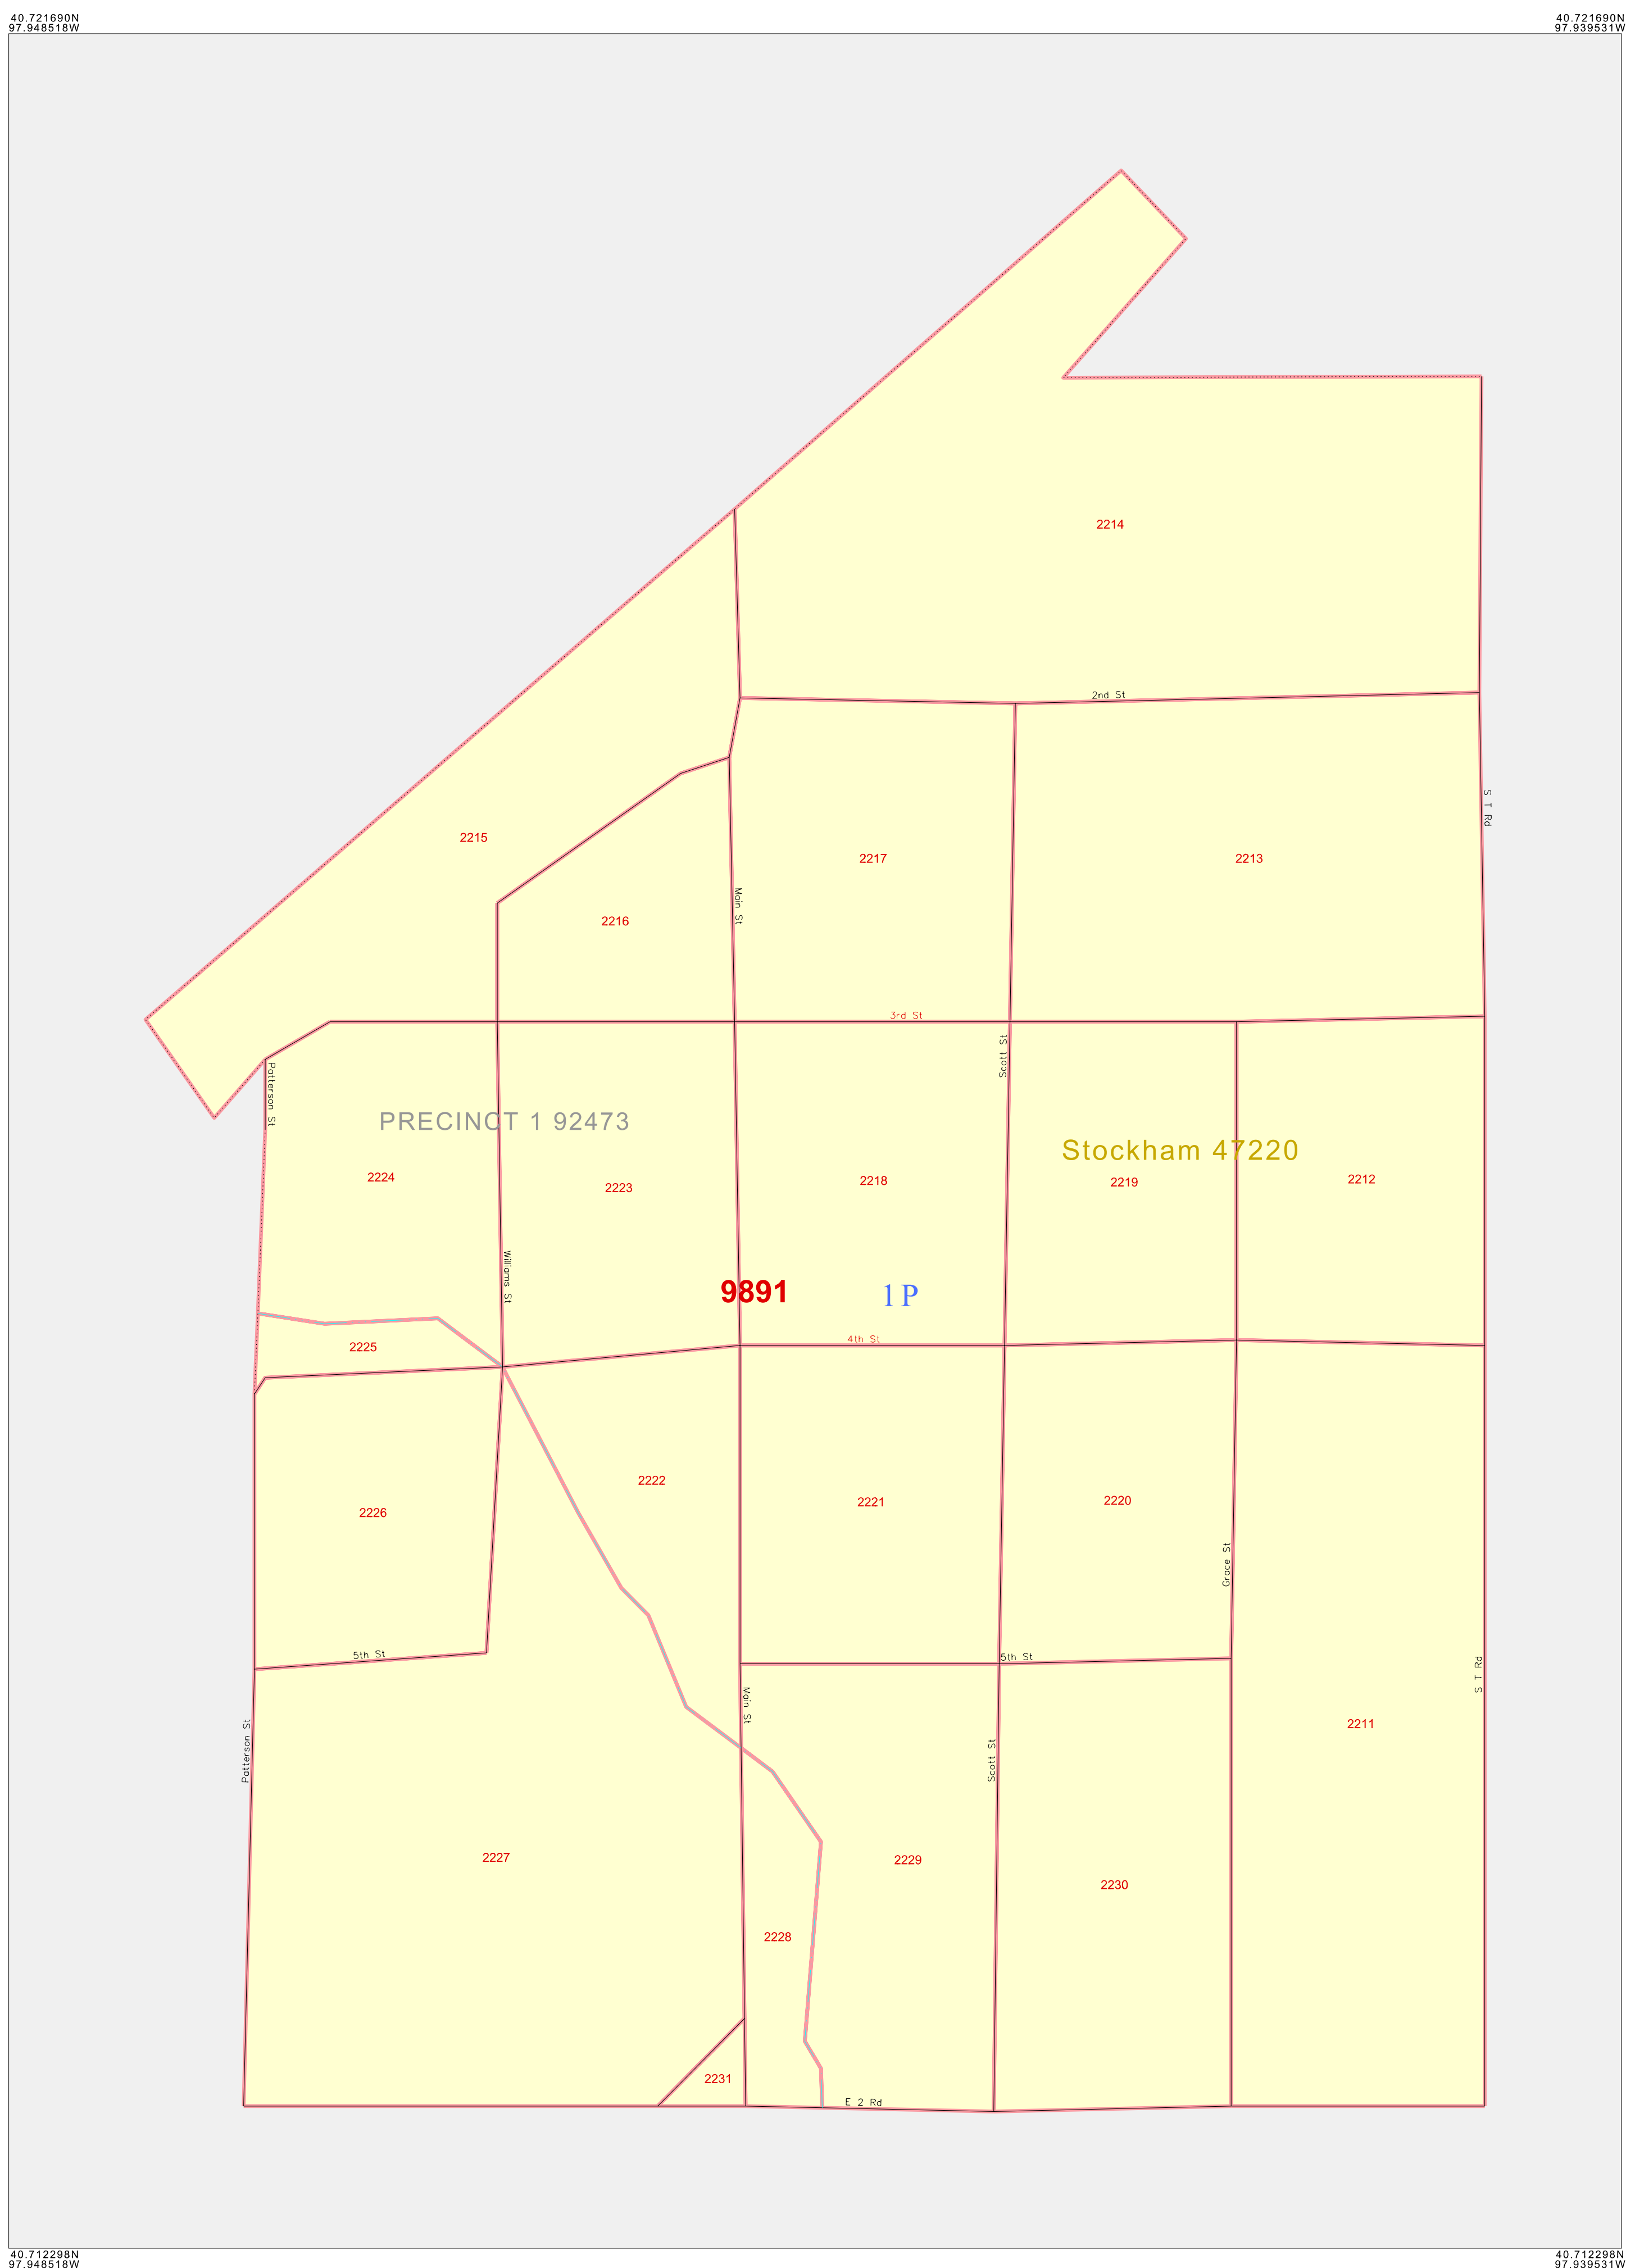 40.721690N
97.948518W
40.721690N
97.939531W
2214
2nd St
S T Rd
2215
2217
2213
Main St
2216
3rd St
Scott St
Patterson St
PRECINCT 1 92473
Stockham 47220
2224
2223
2218
2219
2212
Williams St
9891
1P
4th St
2225
2222
2221
2220
2226
Grace St
5th St
5th St
S T Rd
Main St
Patterson St
Scott St
2211
2227
2229
2230
2228
2231
E 2 Rd
40.712298N
97.948518W
40.712298N
97.939531W